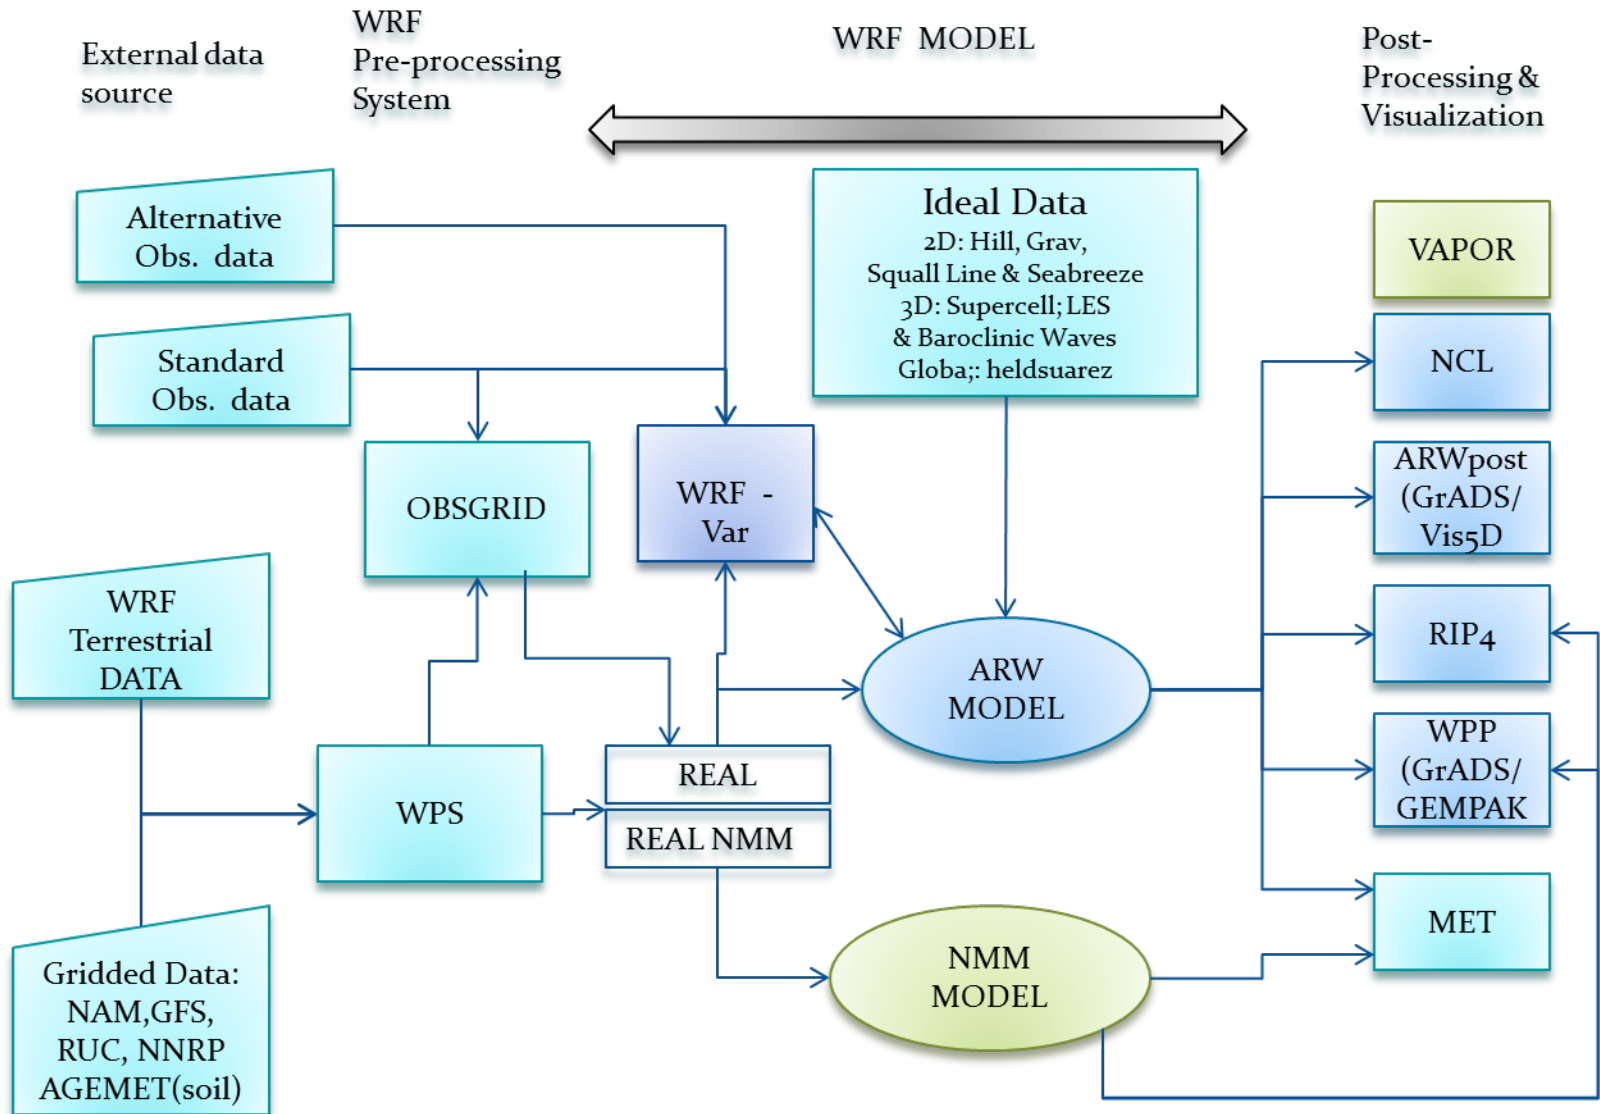 External data
source
WRF
Pre-processing
System
WRF MODEL
Post-
Processing &
Visualization
Alternative
Obs. data
Standard
Obs. data
WRF
Terrestrial
DATA
Gridded Data:
NAM,GFS,
RUC, NNRP
AGEMET(soil)
OBSGRID
WPS
WRF -
Var
REAL
REAL NMM
Ideal Data
2D: Hill, Grav,
Squall Line & Seabreeze
3D: Supercell; LES
& Baroclinic Waves
Globa;: heldsuarez
ARW
MODEL
NMM
MODEL
VAPOR
NCL
ARWpost
(GrADS/
Vis5D
RIP4
WPP
(GrADS/
GEMPAK
MET